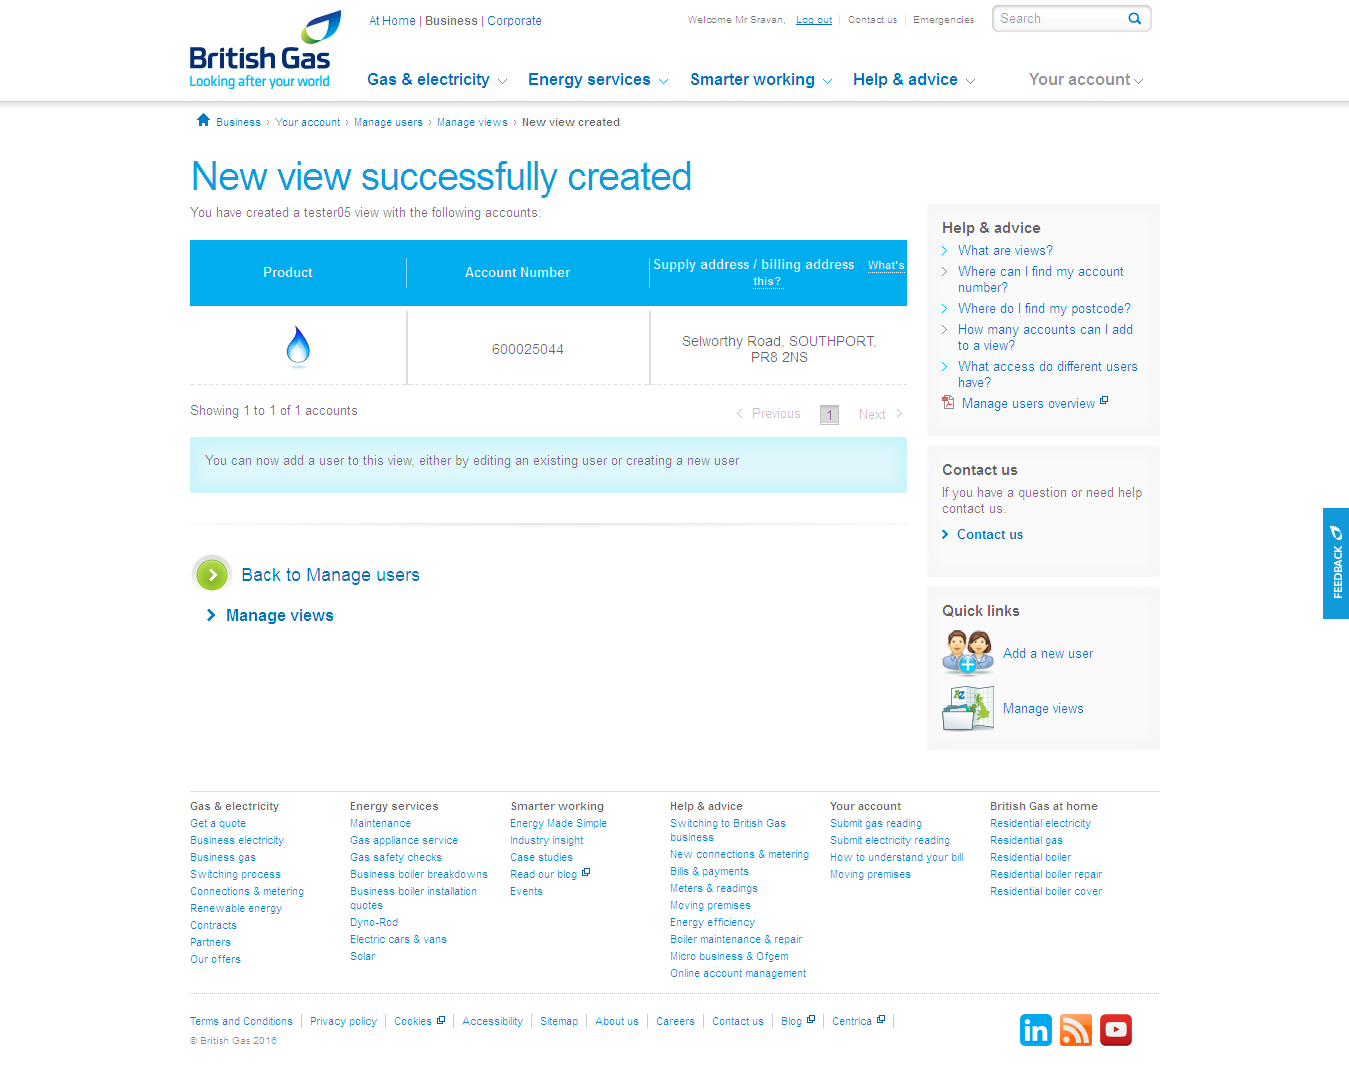 At Home | Business | Corporate
Welcome Mr Sravan, Log out Contact us Emergencies
Search
British Gas
Looking after your world
Gas & electricity Energy services Smarter working Help & advice Your account
Business › Your account › Manage users › Manage views › New view created
New view successfully created
You have created a tester05 view with the following accounts:
Product Account Number Supply address / billing address What's this?
600025044 Selworthy Road, SOUTHPORT,
PR8 2NS
Showing 1 to 1 of 1 accounts Previous 1 Next
You can now add a user to this view, either by editing an existing user or creating a new user
Back to Manage users
Manage views
Help & advice
What are views?
Where can I find my account
number?
Where do I find my postcode?
How many accounts can I add
to a view?
What access do different users
have?
Manage users overview
Contact us
If you have a question or need help
contact us.
Contact us
Quick links
Add a new user
AZ
Manage views
FEEDBACK
Gas & electricity
Get a quote
Business electricity
Business gas
Switching process
Connections & metering
Renewable energy
Contracts
Partners
Our offers
Energy services
Maintenance
Gas appliance service
Gas safety checks
Business boiler breakdowns
Business boiler installation
quotes
Dyno-Rod
Electric cars & vans
Solar
Smarter working
Energy Made Simple
Industry insight
Case studies
Read our blog
Events
Help & advice
Switching to British Gas
business
New connections & metering
Bills & payments
Meters & readings
Moving premises
Energy efficiency
Boiler maintenance & repair
Micro business & Ofgem
Online account management
Your account
Submit gas reading
Submit electricity reading
How to understand your bill
Moving premises
British Gas at home
Residential electricity
Residential gas
Residential boiler
Residential boiler repair
Residential boiler cover
Terms and Conditions Privacy policy Cookies Accessibility Sitemap About us Careers Contact us Blog Centrica
© British Gas 2016
in